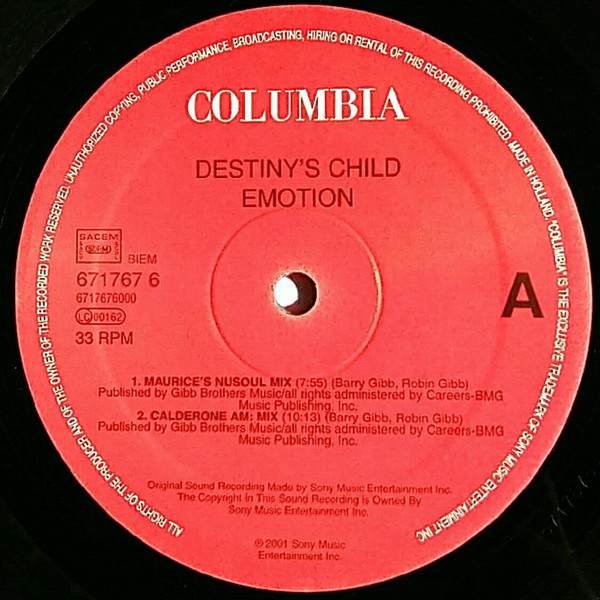 ALL RIGHTS OF THE PRODUCER AND OF THE OWNER OF THE RECORDED WORK RESERVED. UNAUTHORIZED COPYING, PUBLIC PERFORMANCE, BROADCASTING, HIRING OR RENTAL OF THIS RECORDING PROHIBITED. MADE IN HOLLAND. "COLUMBIA" IS THE EXCLUSIVE TRADEMARK OF SONY MUSIC ENTERTAINMENT INC
COLUMBIA
DESTINY'S CHILD
EMOTION
SACEM
BIEM
671767 6
6717676000
LC 00162
33 RPM
A
1. MAURICE'S NUSOUL MIX (7:55) (Barry Gibb, Robin Gibb)
Published by Gibb Brothers Music/all rights administered by Careers-BMG
Music Publishing, Inc.
2. CALDERONE AM: MIX (10:13) (Barry Gibb, Robin Gibb)
Published by Gibb Brothers Music/all rights administered by Careers-BMG
Music Publishing, Inc.
Original Sound Recording Made by Sony Music Entertainment Inc.
The Copyright In This Sound Recording is Owned By
Sony Music Entertainment Inc.
℗ 2001 Sony Music
Entertainment Inc.